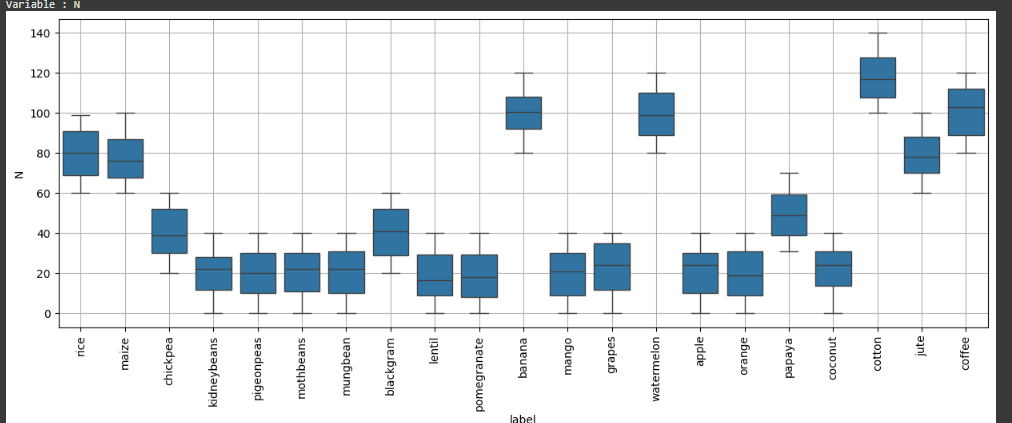 Variable : N
140
120
100
80
60
40
20
0
N
rice
maize
chickpea
kidneybeans
pigeonpeas
mothbeans
mungbean
blackgram
lentil
pomegranate
banana
mango
grapes
watermelon
apple
orange
papaya
coconut
cotton
jute
coffee
label